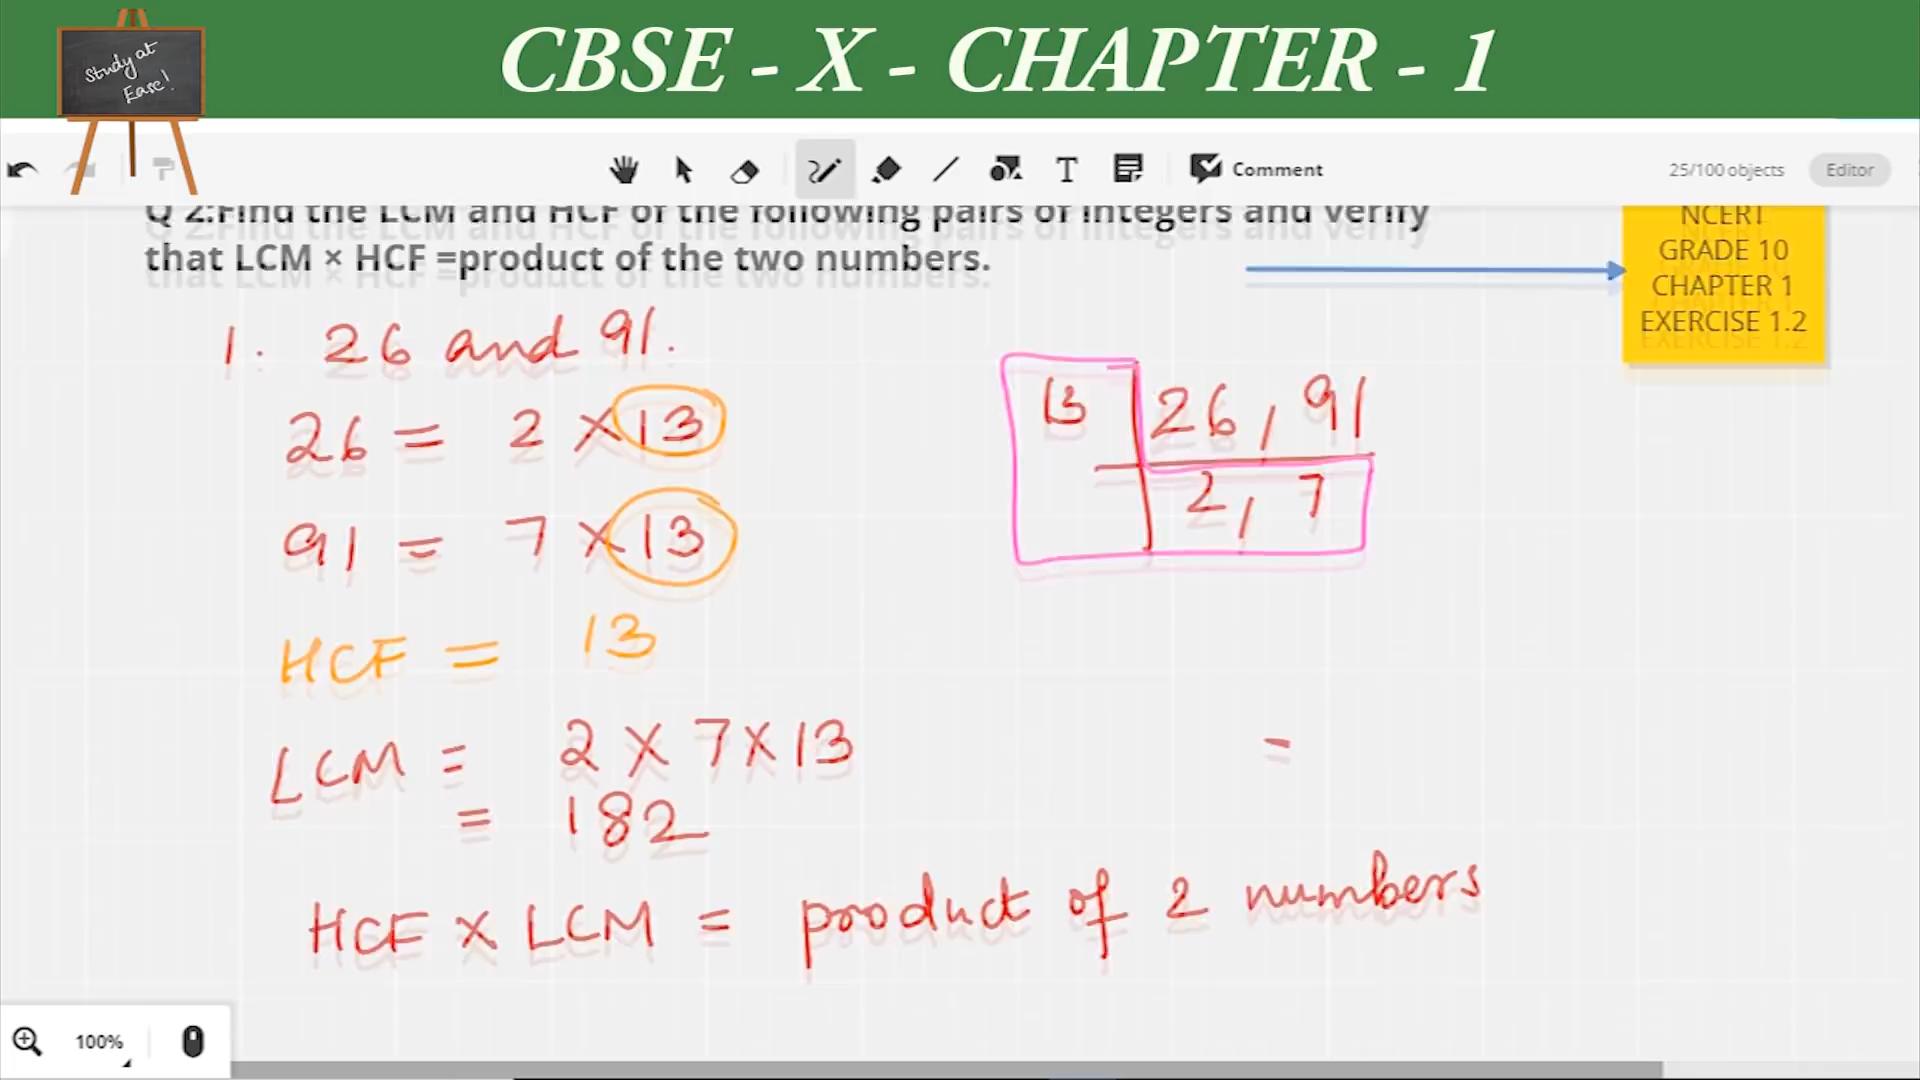 CBSE - X - CHAPTER - 1
Study at
Ease!
Comment
25/100 objects
Editor
Q 2:Find the LCM and HCF of the following pairs of integers and verify
that LCM × HCF =product of the two numbers.
NCERT
GRADE 10
CHAPTER 1
EXERCISE 1.2
1. 26 and 91.
26 = 2 × 13
91 = 7 × 13
13 26, 91
2, 7
HCF = 13
LCM = 2 × 7 × 13
=
= 182
HCF × LCM = product of 2 numbers
100%